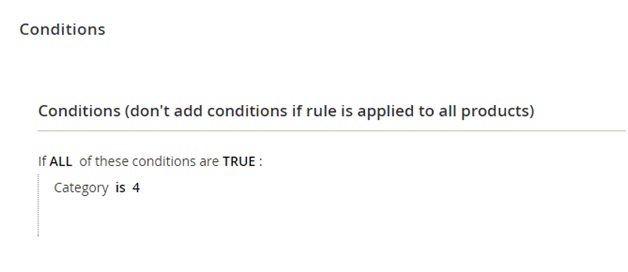 Conditions
Conditions (don't add conditions if rule is applied to all products)
If ALL of these conditions are TRUE :
Category is 4